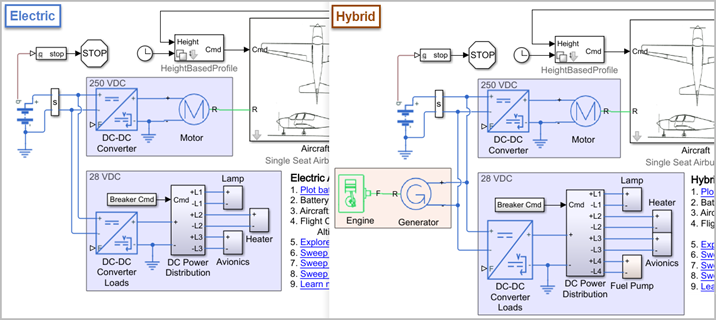 Electric
g stop
STOP
Height
Cmd
HeightBasedProfile
250 VDC
s
DC-DC
Converter
F
M
R
R
Motor
Aircraft
Single Seat Airbu
28 VDC
Breaker Cmd
Cmd
+L1
-L1
+L2
-L2
+L3
-L3
Lamp
Heater
Avionics
DC-DC
Converter
Loads
F
DC Power
Distribution
Electric A
1. Plot bat
2. Battery
3. Aircraft
4. Flight C
Alti
5. Explore
6. Sweep
7. Sweep
8. Sweep
9. Learn m
Hybrid
g stop
STOP
Height
Cmd
Cmd
HeightBasedProfile
250 VDC
s
DC-DC
Converter
F
M
R
R
Motor
Aircraft
Single Seat Airbu
Engine
F
R
G
Generator
28 VDC
Breaker Cmd
Cmd
+L1
-L1
+L2
-L2
+L3
-L3
+L4
-L4
Lamp
Heater
Avionics
Fuel Pump
DC-DC
Converter
Loads
F
DC Power
Distribution
Hybr
1. Plo
2. Bat
3. Airc
4. Flig
5. Exp
6. Sw
7. Sw
8. Sw
9. Lea